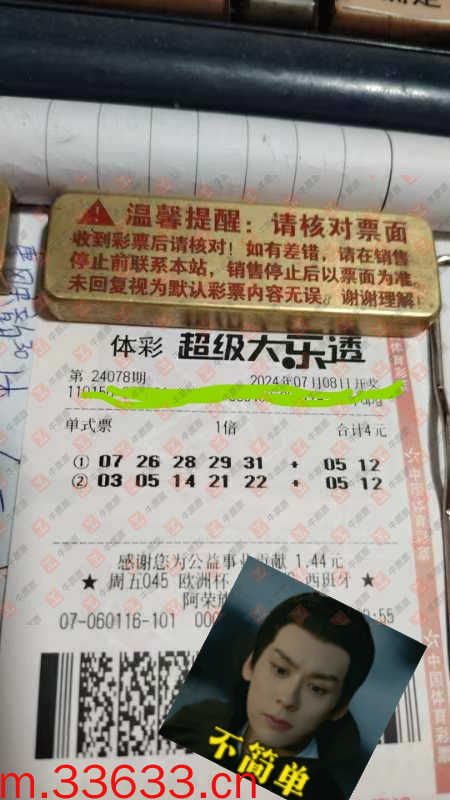 温馨提醒:请核对票面
收到彩票后请核对!如有差错,请在销售
停止前联系本站,销售停止后以票面为准。
未回复视为默认彩票内容无误。谢谢理解!
体彩 超级大乐透
第 24078期 2024年07月08日开奖
单式票 1倍 合计4元
① 07 26 28 29 31 + 05 12
② 03 05 14 21 22 + 05 12
感谢您为公益事业贡献 1.44元
★ 周五045 欧洲杯 西班牙 ★
阿荣旗
07-060116-101
不简单
m.33633.cn
中国体育彩票